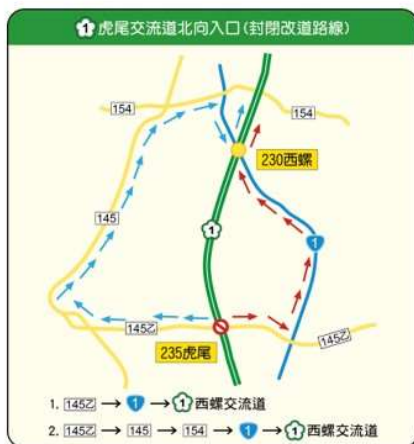 1 虎尾交流道北向入口(封閉改道路線)
154
154
230西螺
145
1
1
145乙
145乙
235虎尾
1. 145乙 → 1 → 1 西螺交流道
2. 145乙 → 145 → 154 → 1 → 1 西螺交流道